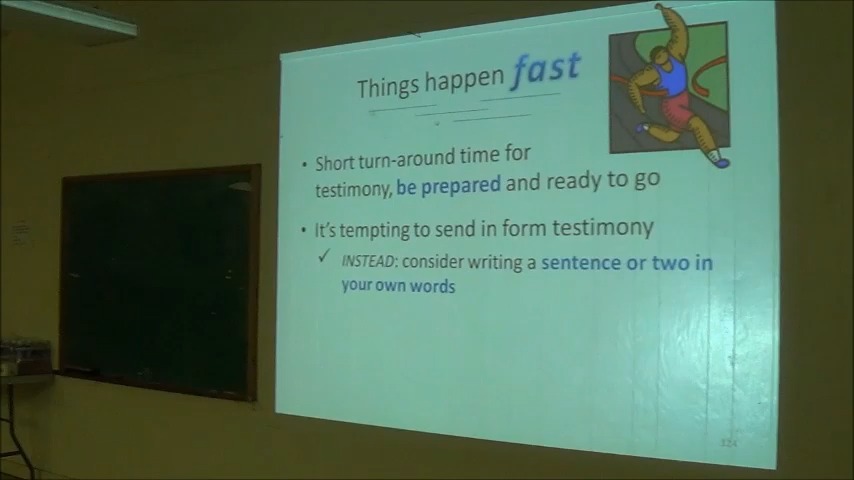 Things happen fast
• Short turn-around time for
testimony, be prepared and ready to go
• It's tempting to send in form testimony
✓ INSTEAD: consider writing a sentence or two in
your own words